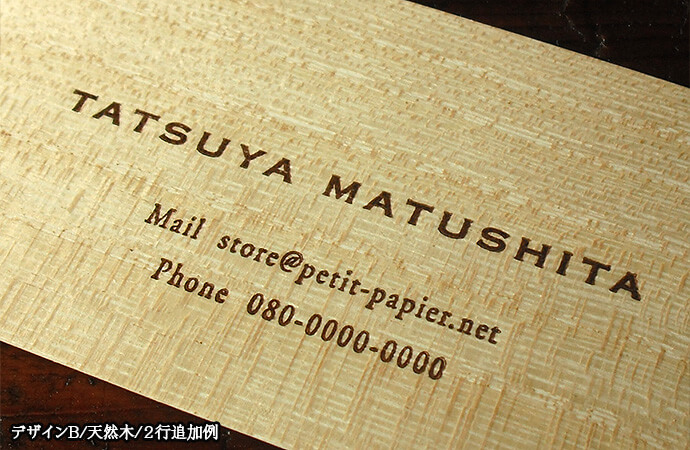 TATSUYA MATUSHITA
Mail store@petit-papier.net
Phone 080-0000-0000
デザインB/天然木/2行追加例